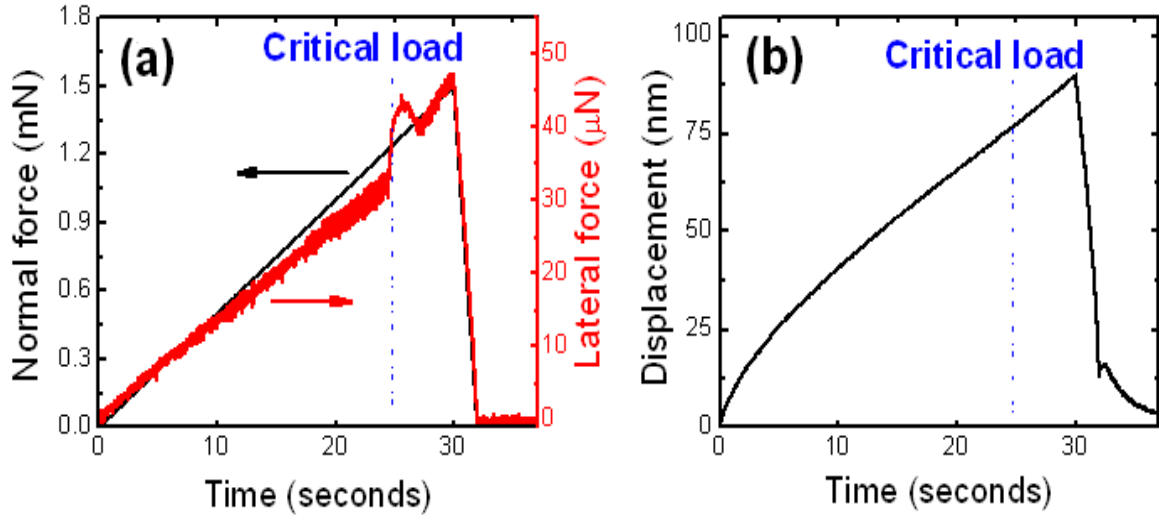 (a)
Critical load
Normal force (mN)
1.8
1.5
1.2
0.9
0.6
0.3
0.0
Lateral force (μN)
50
40
30
20
10
0
0 10 20 30
Time (seconds)
(b)
Critical load
Displacement (nm)
100
75
50
25
0
0 10 20 30
Time (seconds)